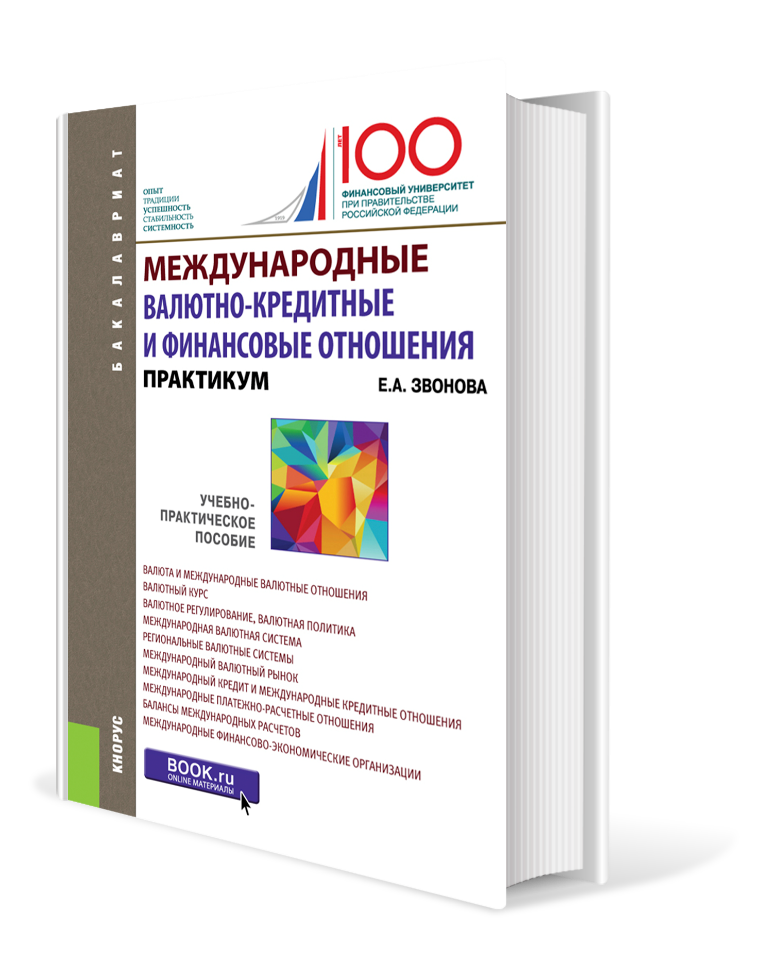 БАКАЛАВРИАТ
КНОРУС
ОПЫТ
ТРАДИЦИИ
УСПЕШНОСТЬ
СТАБИЛЬНОСТЬ
СИСТЕМНОСТЬ
ЛЕТ
100
ФИНАНСОВЫЙ УНИВЕРСИТЕТ
ПРИ ПРАВИТЕЛЬСТВЕ
РОССИЙСКОЙ ФЕДЕРАЦИИ
МЕЖДУНАРОДНЫЕ
ВАЛЮТНО-КРЕДИТНЫЕ
И ФИНАНСОВЫЕ ОТНОШЕНИЯ
ПРАКТИКУМ
Е.А. ЗВОНОВА
УЧЕБНО-
ПРАКТИЧЕСКОЕ
ПОСОБИЕ
ВАЛЮТА И МЕЖДУНАРОДНЫЕ ВАЛЮТНЫЕ ОТНОШЕНИЯ
ВАЛЮТНЫЙ КУРС
ВАЛЮТНОЕ РЕГУЛИРОВАНИЕ, ВАЛЮТНАЯ ПОЛИТИКА
МЕЖДУНАРОДНАЯ ВАЛЮТНАЯ СИСТЕМА
РЕГИОНАЛЬНЫЕ ВАЛЮТНЫЕ СИСТЕМЫ
МЕЖДУНАРОДНЫЙ ВАЛЮТНЫЙ РЫНОК
МЕЖДУНАРОДНЫЙ КРЕДИТ И МЕЖДУНАРОДНЫЕ КРЕДИТНЫЕ ОТНОШЕНИЯ
МЕЖДУНАРОДНЫЕ ПЛАТЕЖНО-РАСЧЕТНЫЕ ОТНОШЕНИЯ
БАЛАНСЫ МЕЖДУНАРОДНЫХ РАСЧЕТОВ
МЕЖДУНАРОДНЫЕ ФИНАНСОВО-ЭКОНОМИЧЕСКИЕ ОРГАНИЗАЦИИ
BOOK.ru
ONLINE МАТЕРИАЛЫ